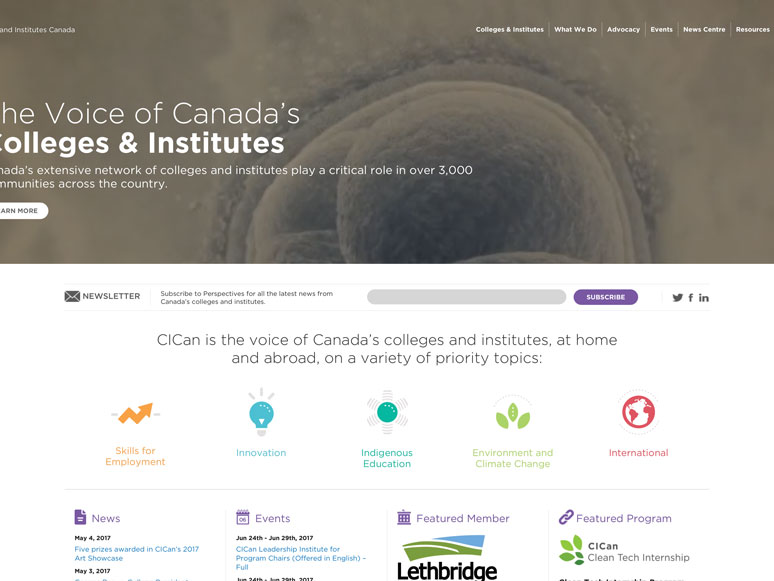 and Institutes Canada
Colleges & Institutes
What We Do
Advocacy
Events
News Centre
Resources
he Voice of Canada's
Colleges & Institutes
nada's extensive network of colleges and institutes play a critical role in over 3,000
mmunities across the country.
ARN MORE
NEWSLETTER
Subscribe to Perspectives for all the latest news from
Canada's colleges and institutes.
SUBSCRIBE
CICan is the voice of Canada's colleges and institutes, at home
and abroad, on a variety of priority topics:
Skills for
Employment
Innovation
Indigenous
Education
Environment and
Climate Change
International
News
May 4, 2017
Five prizes awarded in CICan's 2017
Art Showcase
May 3, 2017
06
Events
Jun 24th - Jun 29th, 2017
CICan Leadership Institute for
Program Chairs (Offered in English) –
Full
Jun 24th - Jun 29th, 2017
Featured Member
Lethbridge
Featured Program
CICan
Clean Tech Internship